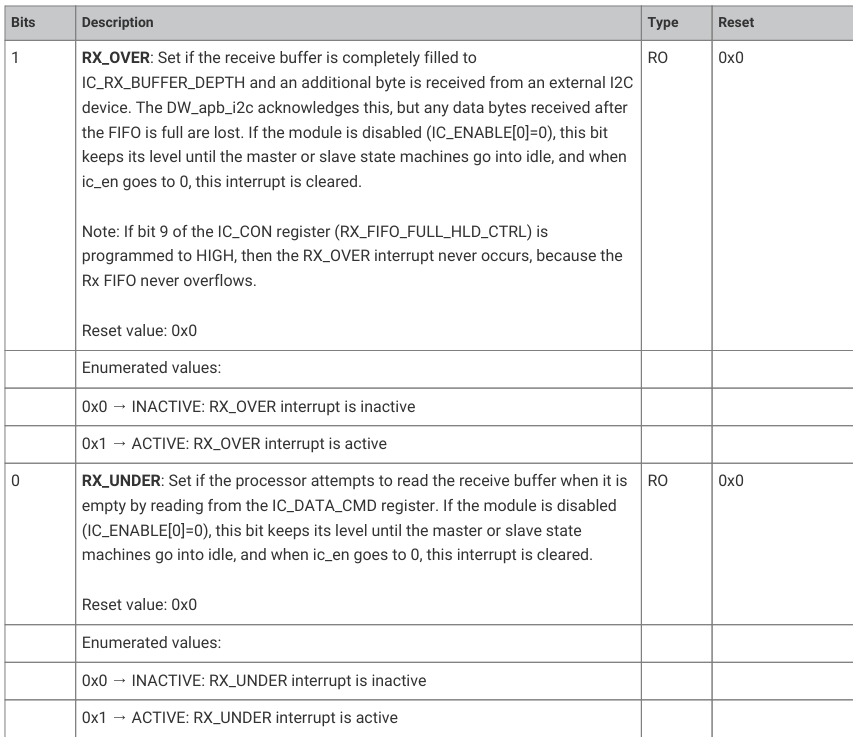 Bits Description Type Reset
1 RX_OVER: Set if the receive buffer is completely filled to RO 0x0
IC_RX_BUFFER_DEPTH and an additional byte is received from an external I2C
device. The DW_apb_i2c acknowledges this, but any data bytes received after
the FIFO is full are lost. If the module is disabled (IC_ENABLE[0]=0), this bit
keeps its level until the master or slave state machines go into idle, and when
ic_en goes to 0, this interrupt is cleared.
Note: If bit 9 of the IC_CON register (RX_FIFO_FULL_HLD_CTRL) is
programmed to HIGH, then the RX_OVER interrupt never occurs, because the
Rx FIFO never overflows.
Reset value: 0x0
Enumerated values:
0x0 → INACTIVE: RX_OVER interrupt is inactive
0x1 → ACTIVE: RX_OVER interrupt is active
0 RX_UNDER: Set if the processor attempts to read the receive buffer when it is RO 0x0
empty by reading from the IC_DATA_CMD register. If the module is disabled
(IC_ENABLE[0]=0), this bit keeps its level until the master or slave state
machines go into idle, and when ic_en goes to 0, this interrupt is cleared.
Reset value: 0x0
Enumerated values:
0x0 → INACTIVE: RX_UNDER interrupt is inactive
0x1 → ACTIVE: RX_UNDER interrupt is active